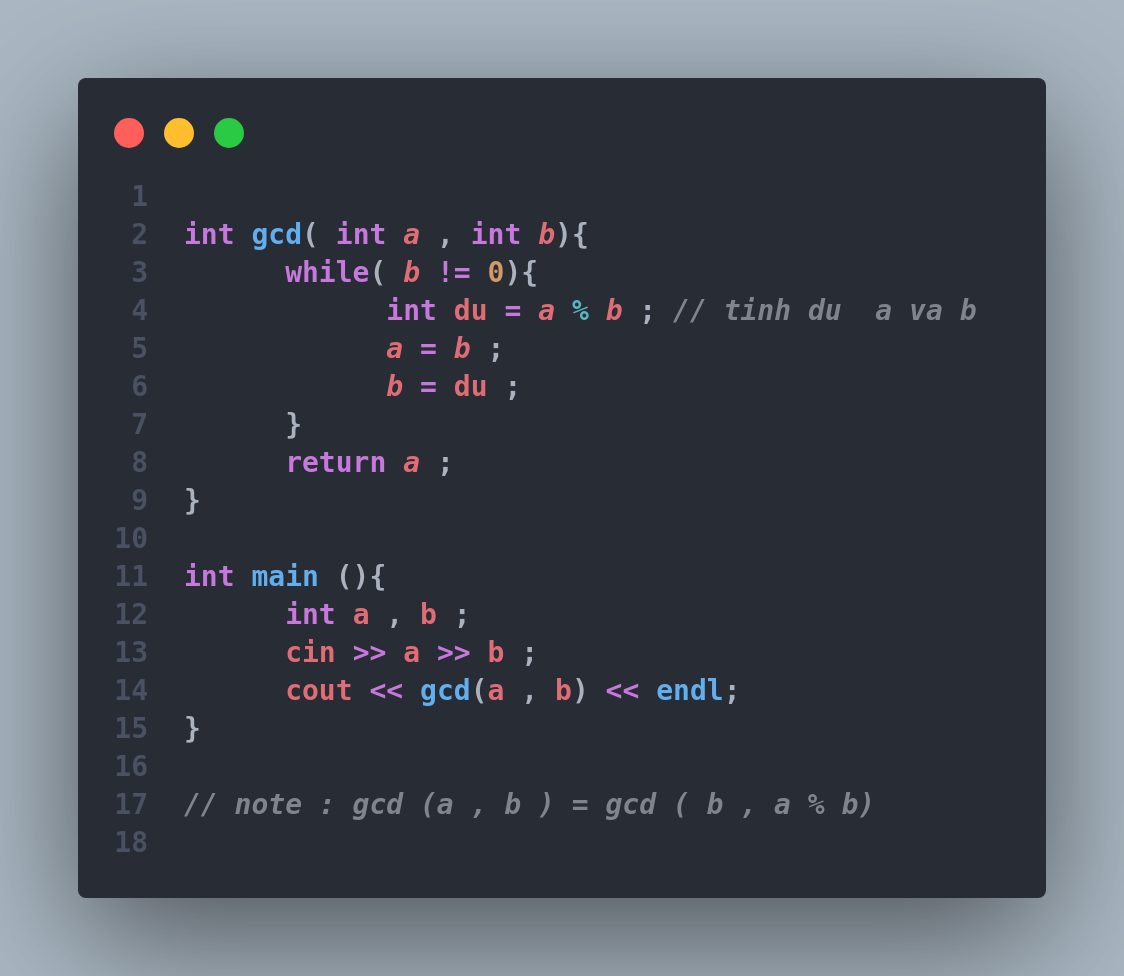 1
2 int gcd( int a , int b){
3       while( b != 0){
4             int du = a % b ; // tinh du  a va b
5             a = b ;
6             b = du ;
7       }
8       return a ;
9 }
10
11 int main (){
12       int a , b ;
13       cin >> a >> b ;
14       cout << gcd(a , b) << endl;
15 }
16
17 // note : gcd (a , b ) = gcd ( b , a % b)
18